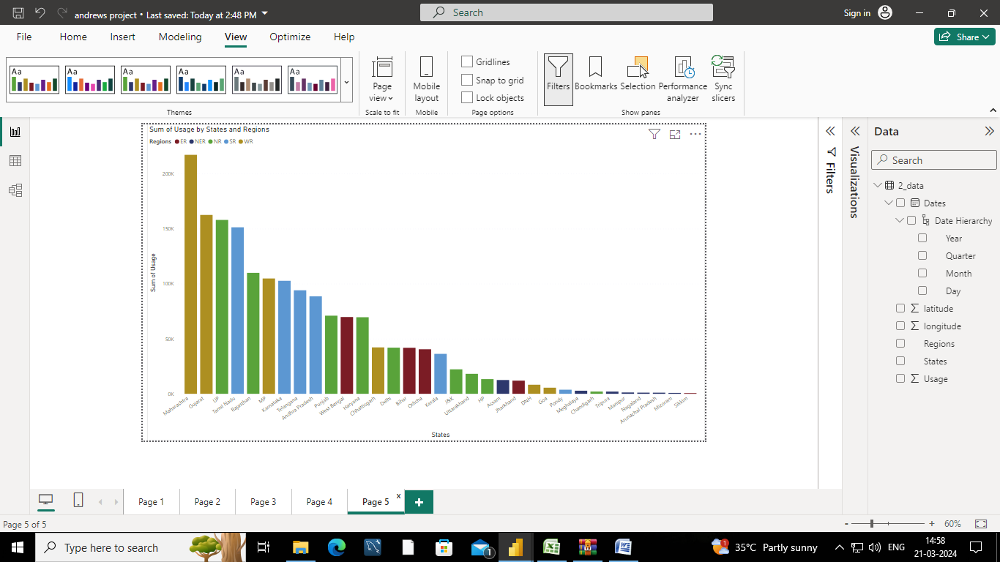 andrews project • Last saved: Today at 2:48 PM
Search
Sign in
File Home Insert Modeling View Optimize Help
Share
Aa Aa Aa Aa Aa Aa
Page view
Mobile layout
Gridlines
Snap to grid
Lock objects
Filters
Bookmarks
Selection
Performance analyzer
Sync slicers
Themes
Scale to fit
Mobile
Page options
Show panes
Sum of Usage by States and Regions
Regions ER NER NR SR WR
200K
150K
100K
50K
0K
Sum of Usage
Maharashtra Gujarat UP Tamil Nadu Rajasthan MP Karnataka Telangana Andhra Pradesh Punjab West Bengal Haryana Chhattisgarh Delhi Bihar Odisha Kerala J&K Uttarakhand HP Assam Jharkhand DNH Goa Pondy Meghalaya Chandigarh Tripura Manipur Nagaland Arunachal Pradesh Mizoram Sikkim
States
Filters
Visualizations
Data
Search
2_data
Dates
Date Hierarchy
Year
Quarter
Month
Day
latitude
longitude
Regions
States
Usage
Page 1 Page 2 Page 3 Page 4 Page 5 x +
Page 5 of 5
- + 60%
Type here to search
1
1
35°C Partly sunny
ENG
14:58
21-03-2024